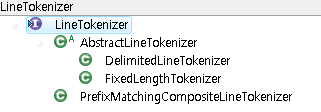 LineTokenizer
LineTokenizer
AbstractLineTokenizer
DelimitedLineTokenizer
FixedLengthTokenizer
PrefixMatchingCompositeLineTokenizer